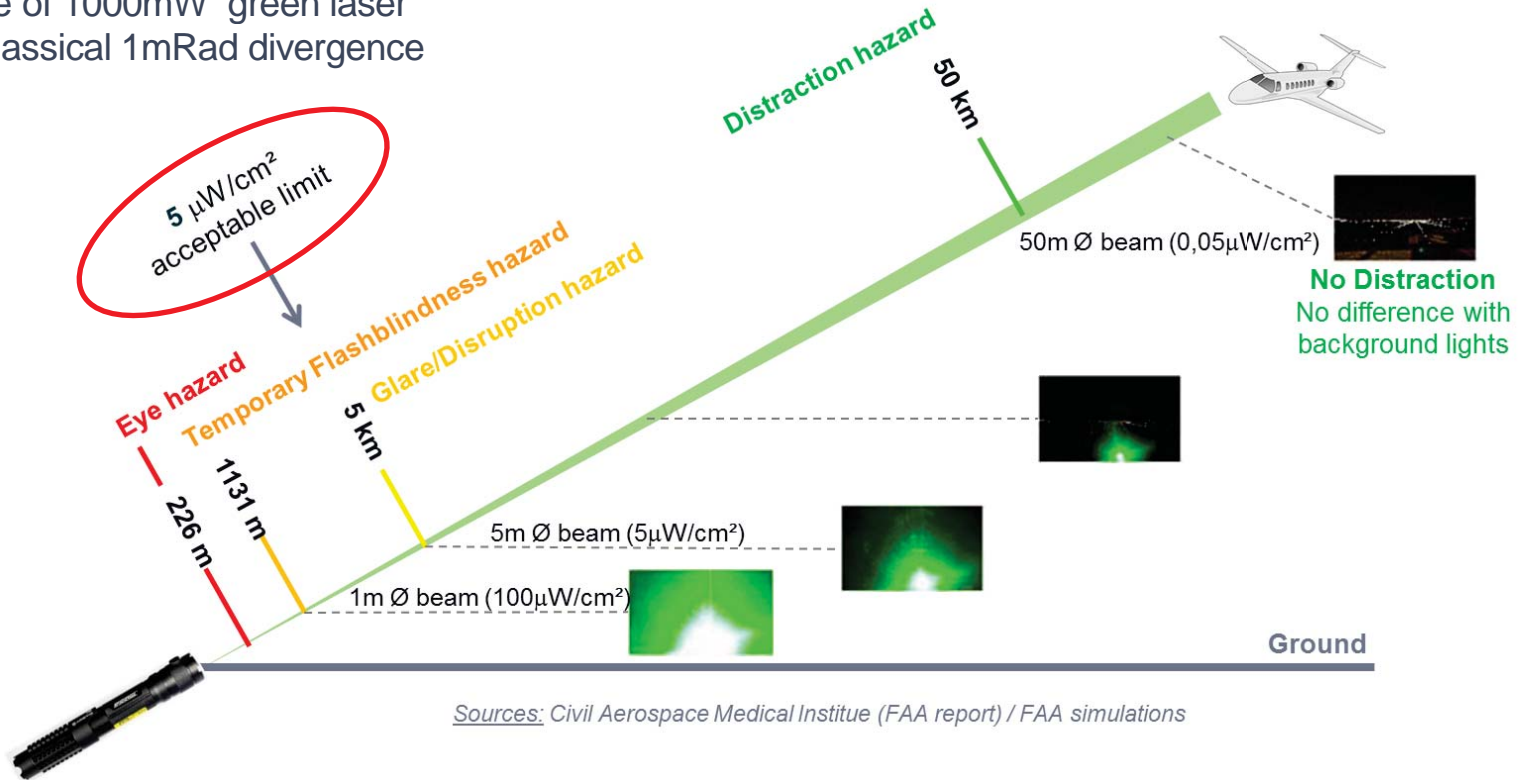 e of 1000mW green laser
assical 1mRad divergence
5 μW/cm²
acceptable limit
Eye hazard
226 m
Temporary Flashblindness hazard
1131 m
Glare/Disruption hazard
5 km
Distraction hazard
50 km
50m Ø beam (0,05μW/cm²)
No Distraction
No difference with
background lights
5m Ø beam (5μW/cm²)
1m Ø beam (100μW/cm²)
Ground
Sources: Civil Aerospace Medical Institue (FAA report) / FAA simulations